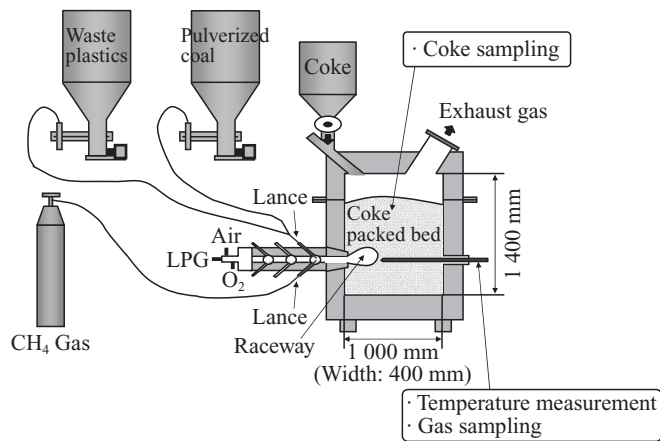 Waste
plastics
Pulverized
coal
Coke
· Coke sampling
Exhaust gas
Lance
Coke
packed bed
1 400 mm
Air
LPG
O₂
Lance
Raceway
CH₄ Gas
1 000 mm
(Width: 400 mm)
· Temperature measurement
· Gas sampling